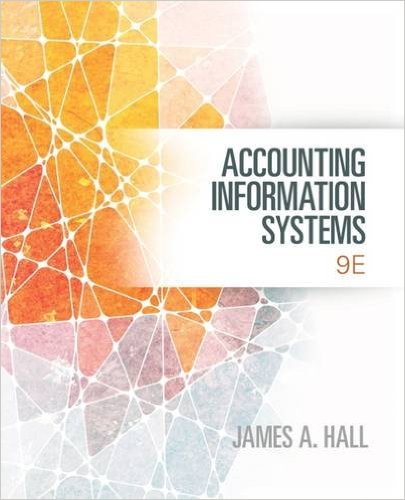 ACCOUNTING
INFORMATION
SYSTEMS
9E
JAMES A. HALL